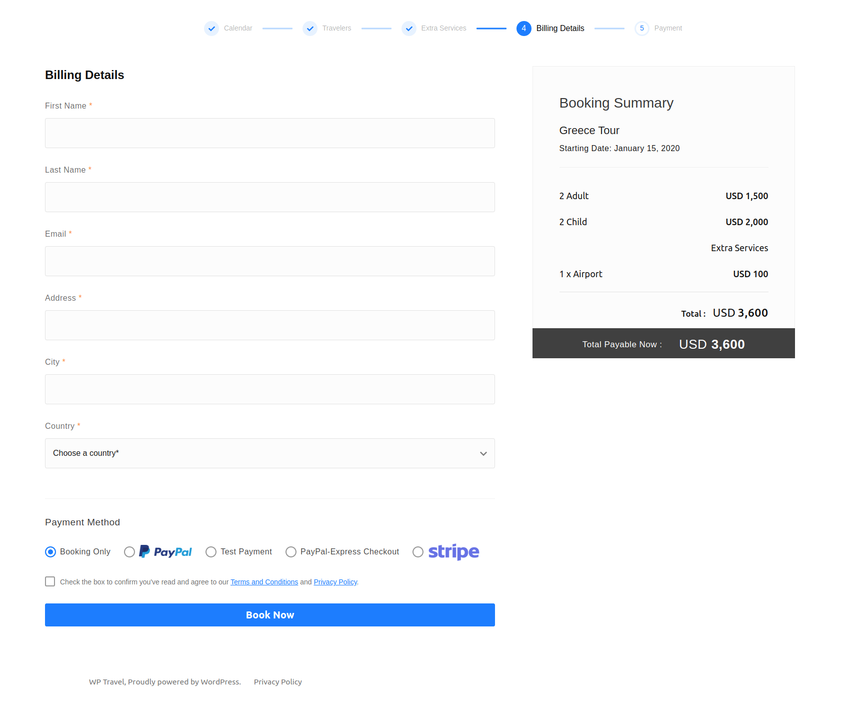 Calendar Travelers Extra Services 4 Billing Details 5 Payment
Billing Details
First Name *
Last Name *
Email *
Address *
City *
Country *
Choose a country*
Payment Method
Booking Only PayPal Test Payment PayPal-Express Checkout stripe
Check the box to confirm you've read and agree to our Terms and Conditions and Privacy Policy.
Book Now
Booking Summary
Greece Tour
Starting Date: January 15, 2020
2 Adult USD 1,500
2 Child USD 2,000
Extra Services
1 x Airport USD 100
Total : USD 3,600
Total Payable Now : USD 3,600
WP Travel, Proudly powered by WordPress. Privacy Policy